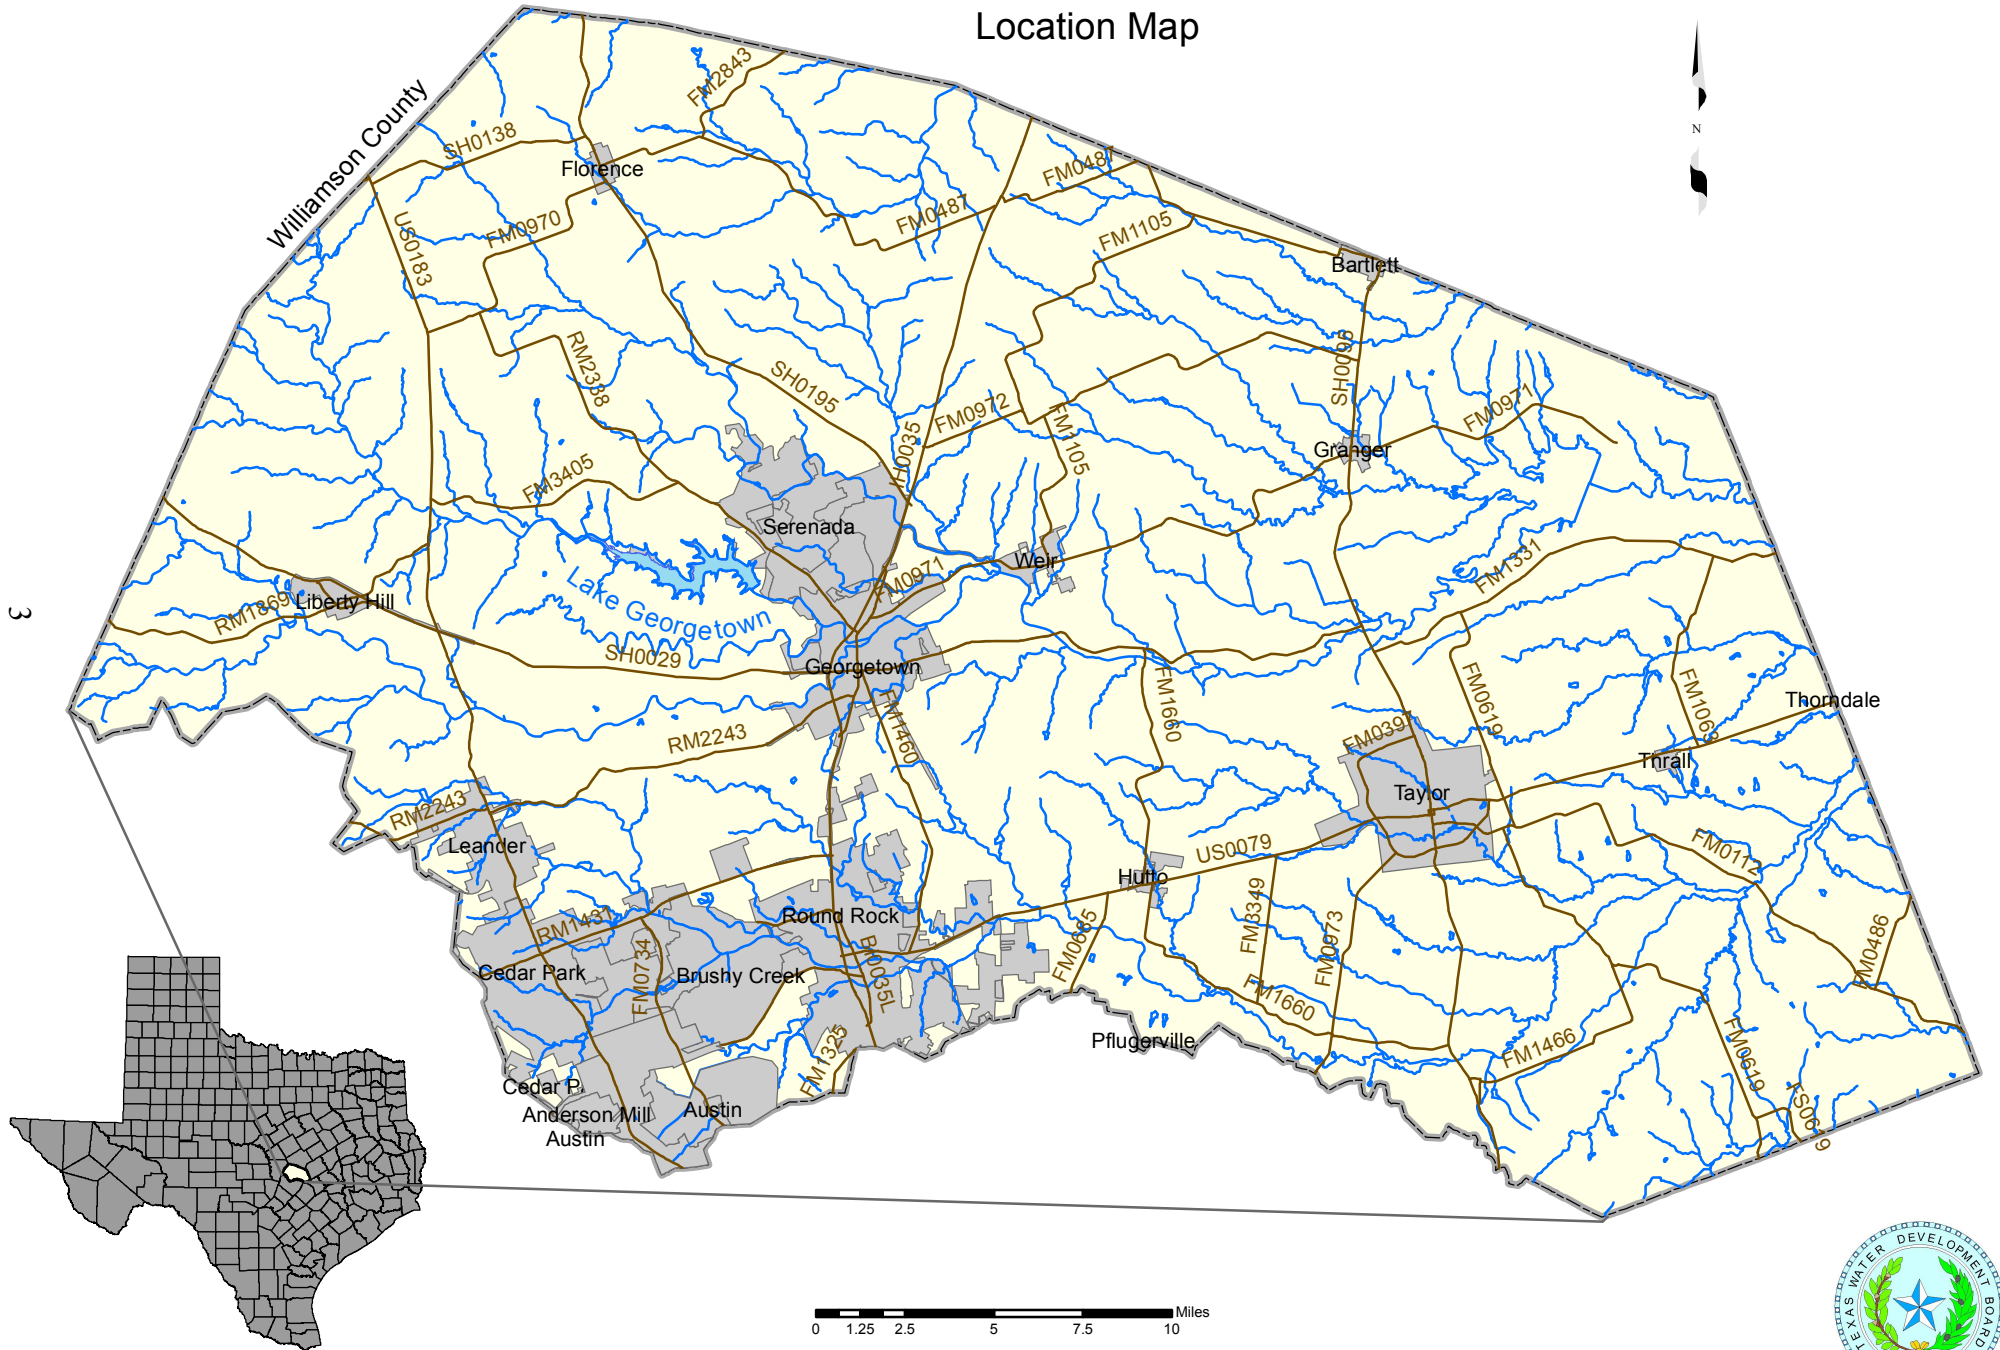 Location Map
Williamson County
N
FM2843
SH0138
Florence
FM0487
FM0487
FM0970
US0183
FM1105
Bartlett
RM2338
SH0195
SH0095
FM0972
FM0971
IH0035
FM1105
Granger
FM3405
Serenada
Weir
FM0971
FM1331
Lake Georgetown
RM1869
Liberty Hill
3
SH0029
Georgetown
FM1660
FM0619
FM1063
Thorndale
RM2243
FM1460
FM0397
Thrall
Taylor
RM2243
Leander
US0079
FM0112
Hutto
Round Rock
RM1431
FM3349
FM0685
FM0973
FM0486
Cedar Park
FM0734
Brushy Creek
BI0035L
FM1660
FM1325
Pflugerville
FM1466
FM0619
FS0619
Cedar P.
Anderson Mill
Austin
Austin
Miles
0 1.25 2.5 5 7.5 10
TEXAS WATER DEVELOPMENT BOARD